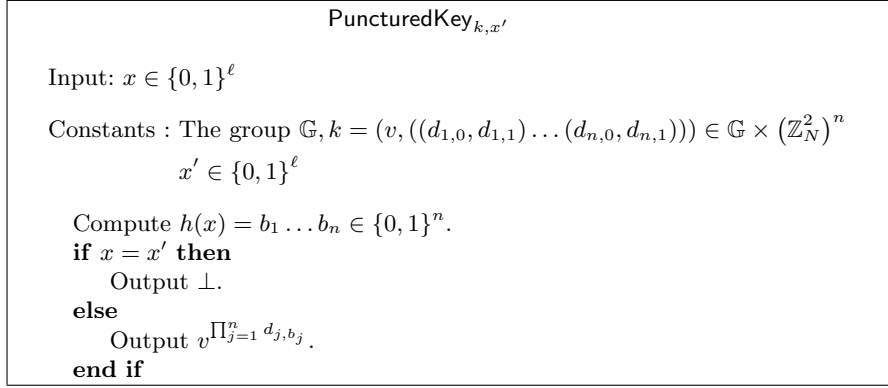 PuncturedKey_{k,x′}
Input: x ∈ {0, 1}^ℓ
Constants : The group 𝔾, k = (v, ((d_{1,0}, d_{1,1}) … (d_{n,0}, d_{n,1}))) ∈ 𝔾 × (ℤ_N^2)^n
x′ ∈ {0, 1}^ℓ
Compute h(x) = b_1 … b_n ∈ {0, 1}^n.
if x = x′ then
Output ⊥.
else
Output v^{∏_{j=1}^n d_{j,b_j}}.
end if